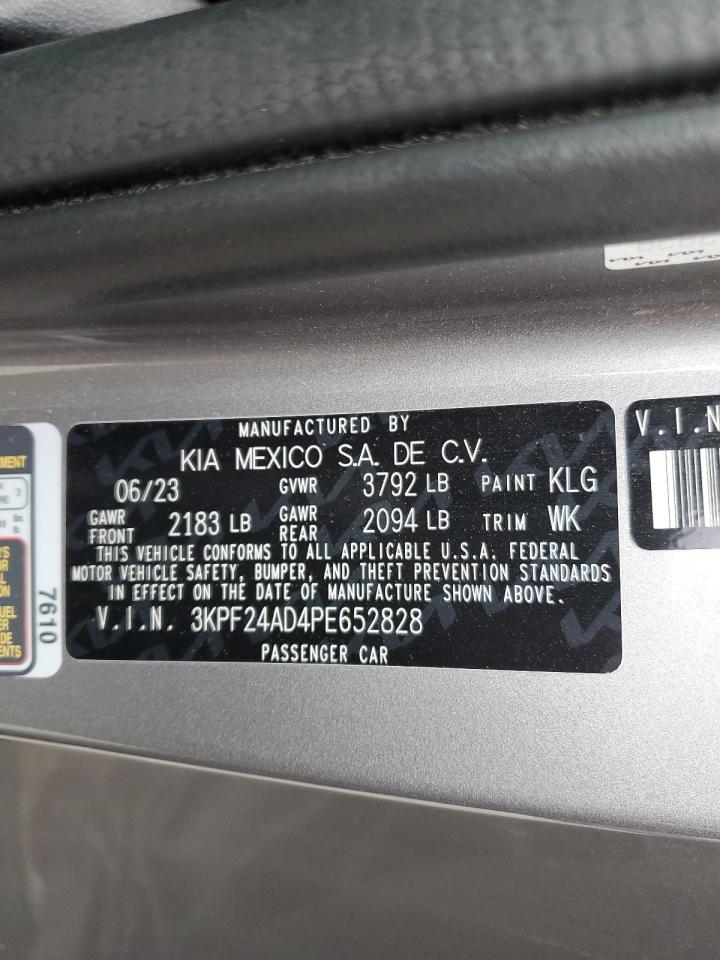 MANUFACTURED BY
KIA MEXICO S.A. DE C.V.
06/23 GVWR 3792 LB PAINT KLG
GAWR FRONT 2183 LB GAWR REAR 2094 LB TRIM WK
THIS VEHICLE CONFORMS TO ALL APPLICABLE U.S.A. FEDERAL
MOTOR VEHICLE SAFETY, BUMPER, AND THEFT PREVENTION STANDARDS
IN EFFECT ON THE DATE OF MANUFACTURE SHOWN ABOVE.
V.I.N. 3KPF24AD4PE652828
PASSENGER CAR
7610
V.I.N